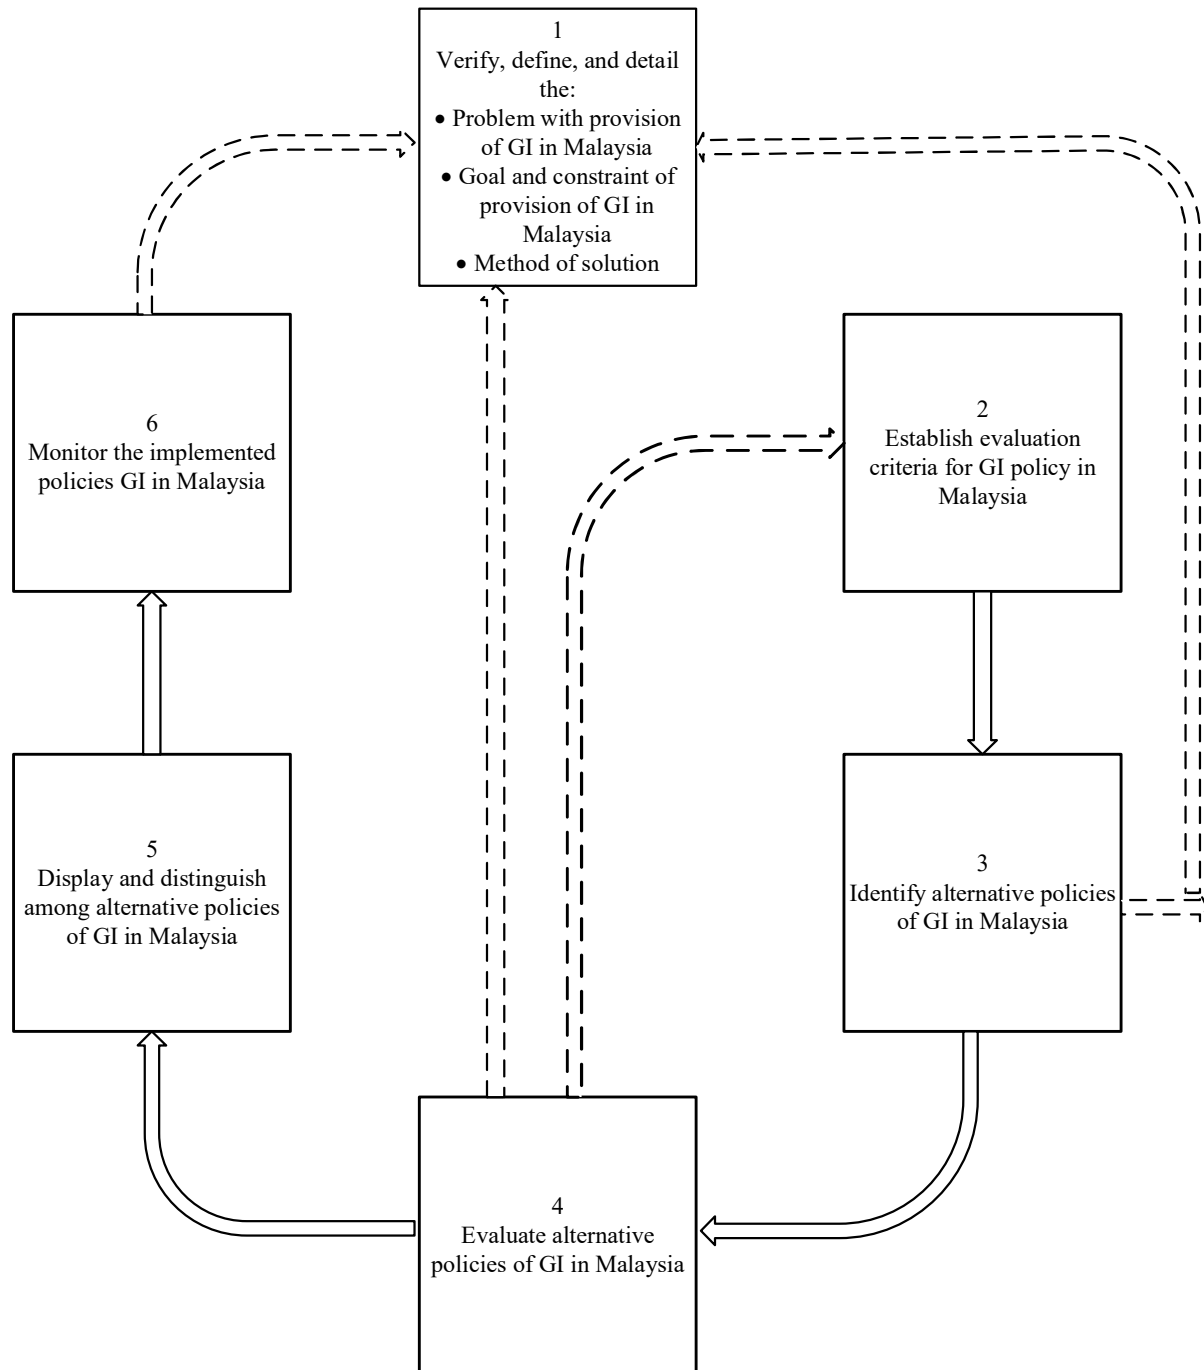 1
Verify, define, and detail
the:
• Problem with provision
of GI in Malaysia
• Goal and constraint of
provision of GI in
Malaysia
• Method of solution
2
Establish evaluation
criteria for GI policy in
Malaysia
3
Identify alternative policies
of GI in Malaysia
4
Evaluate alternative
policies of GI in Malaysia
5
Display and distinguish
among alternative policies
of GI in Malaysia
6
Monitor the implemented
policies GI in Malaysia